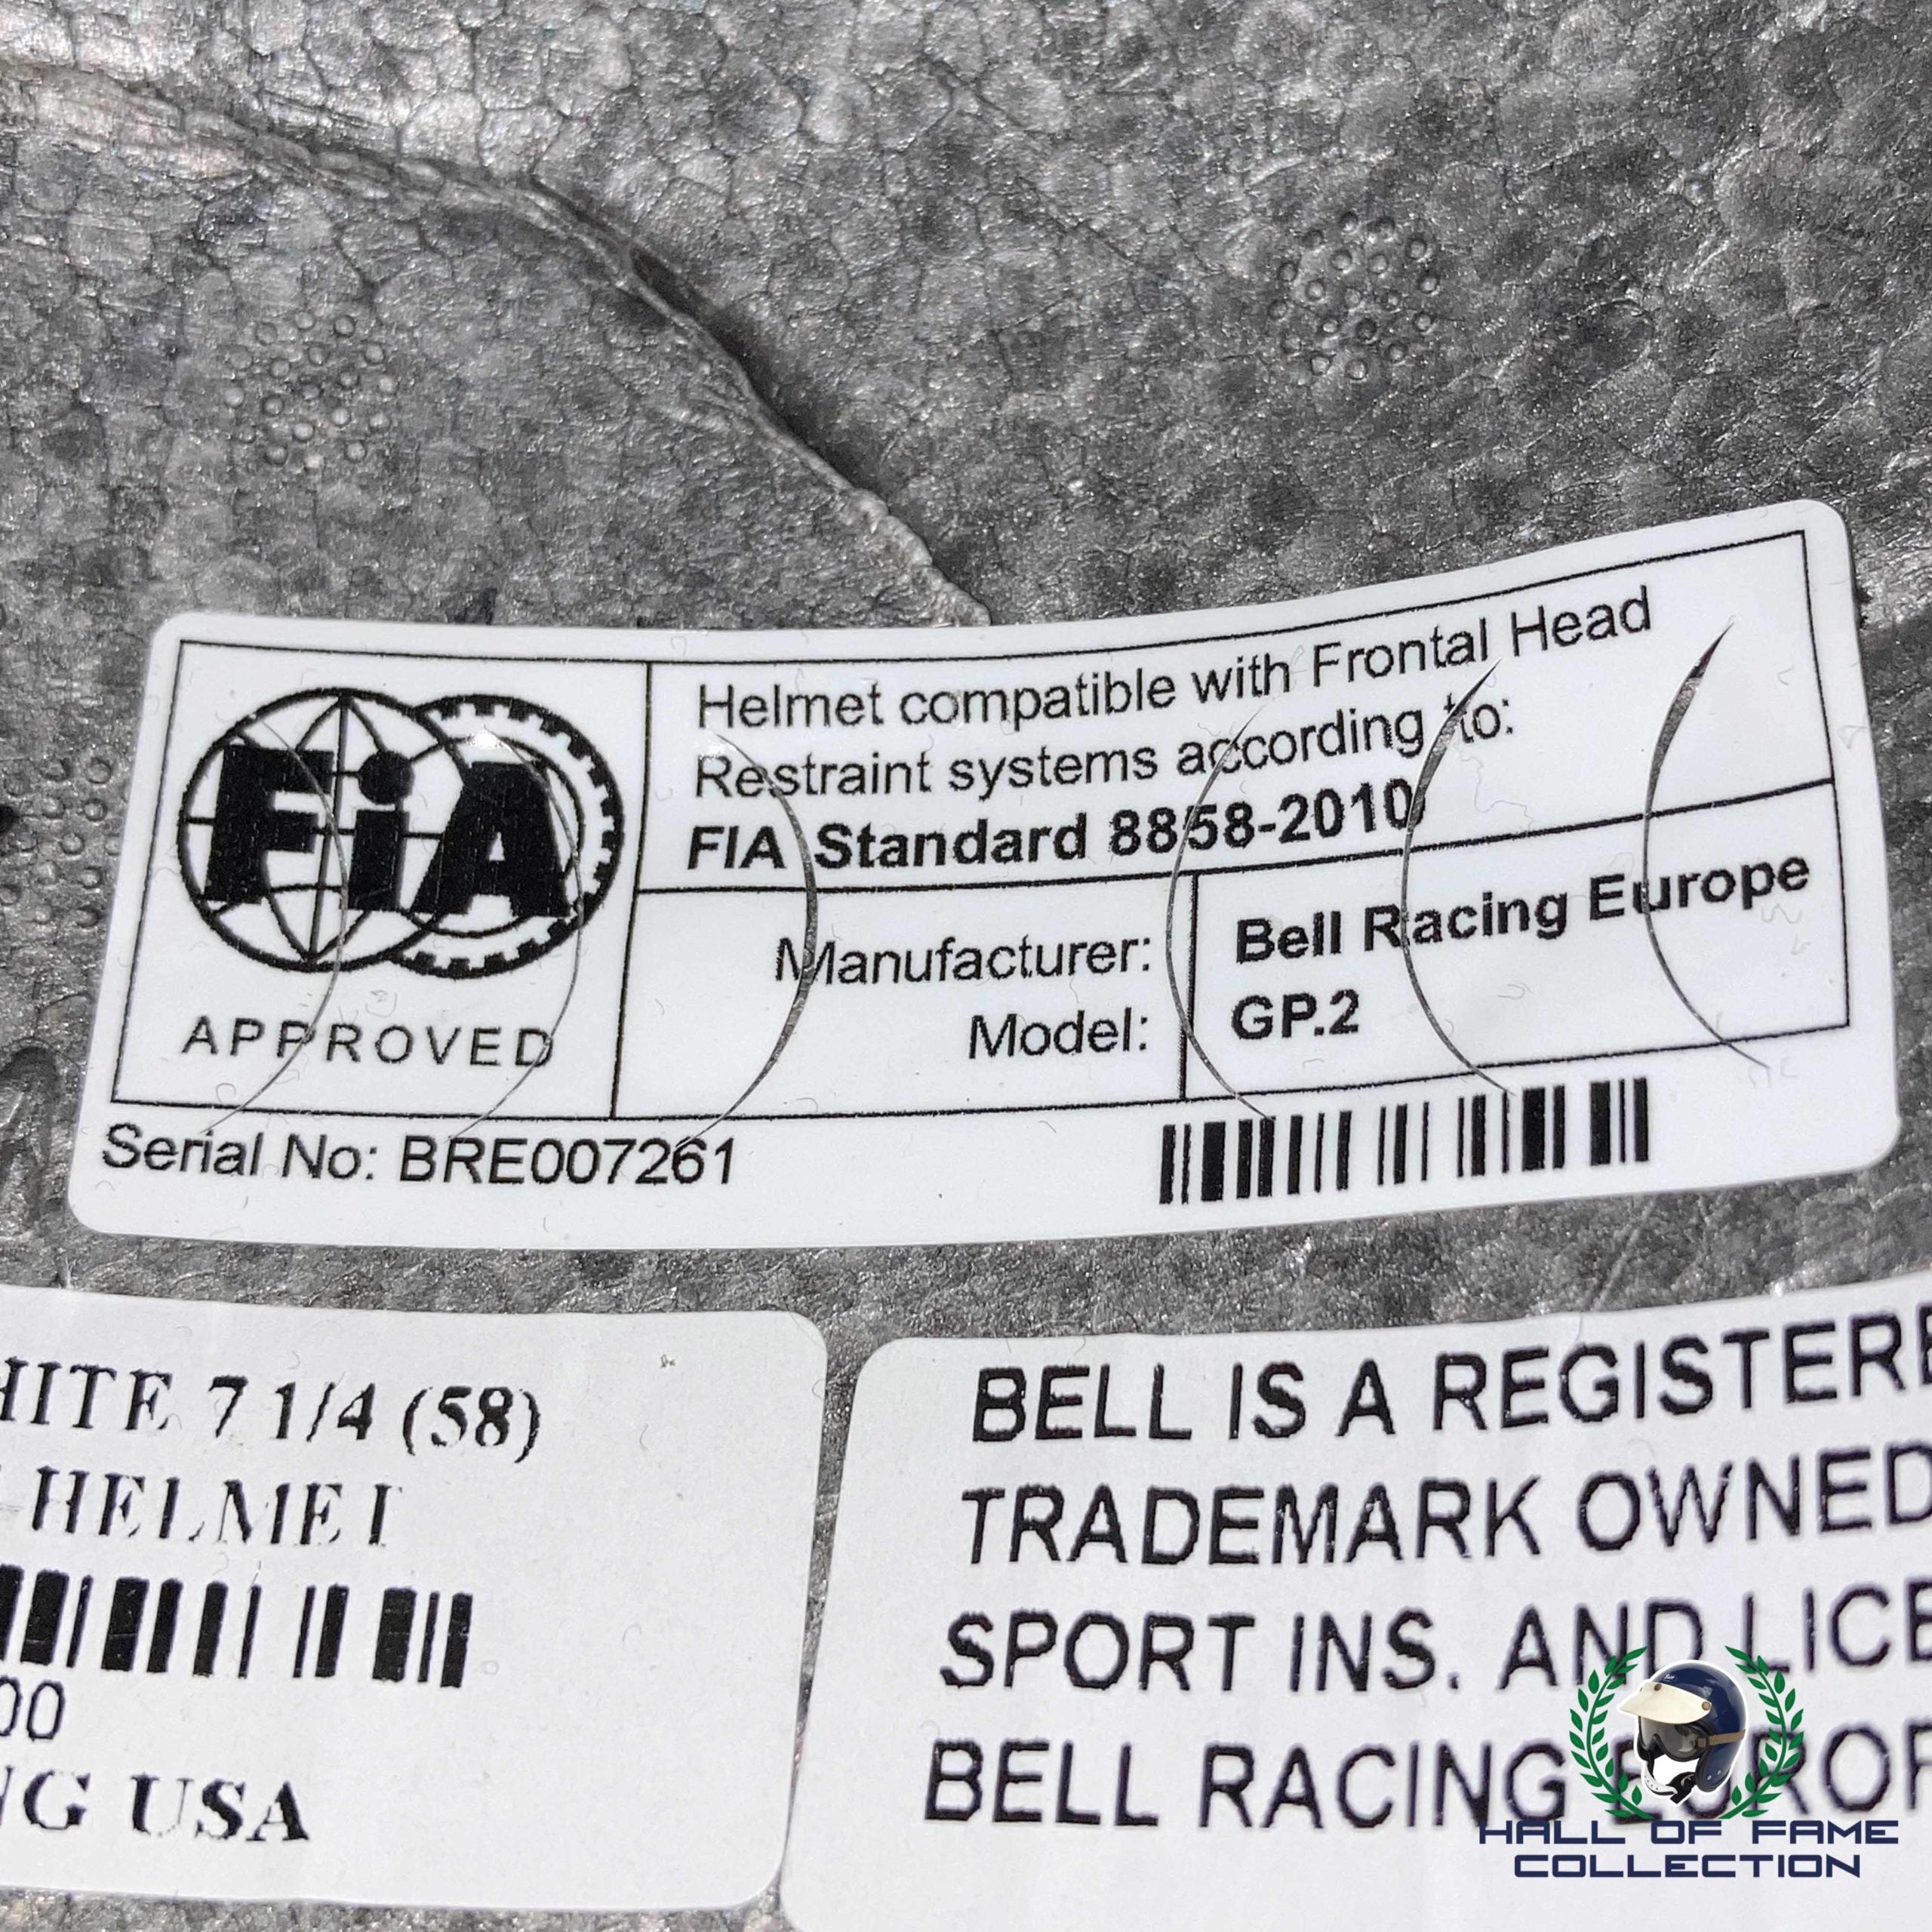 FiA
APPROVED
Helmet compatible with Frontal Head
Restraint systems according to:
FIA Standard 8858-2010
Manufacturer: Bell Racing Europe
Model: GP.2
Serial No: BRE007261
HITE 7 1/4 (58)
HELMET
00
NG USA
BELL IS A REGISTERE
TRADEMARK OWNED
SPORT INS. AND LICE
BELL RACING EUROP
HALL OF FAME
COLLECTION